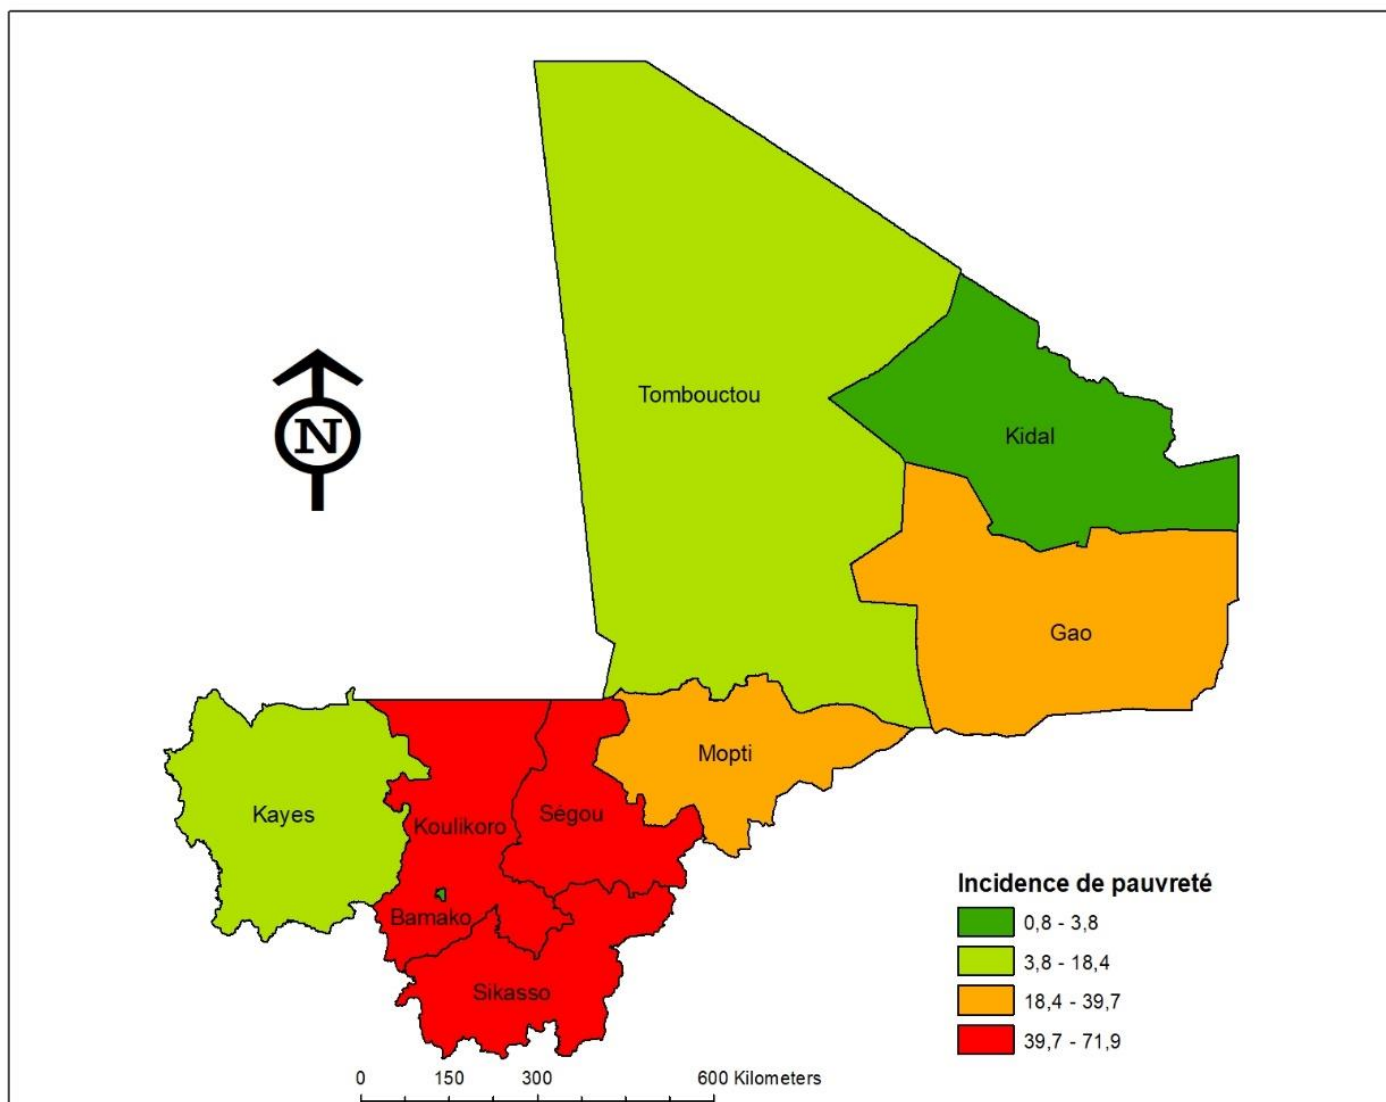 Tombouctou
Kidal
N
Gao
Mopti
Kayes
Koulikoro
Ségou
Bamako
Sikasso
Incidence de pauvreté
0,8 - 3,8
3,8 - 18,4
18,4 - 39,7
39,7 - 71,9
0 150 300 600 Kilometers